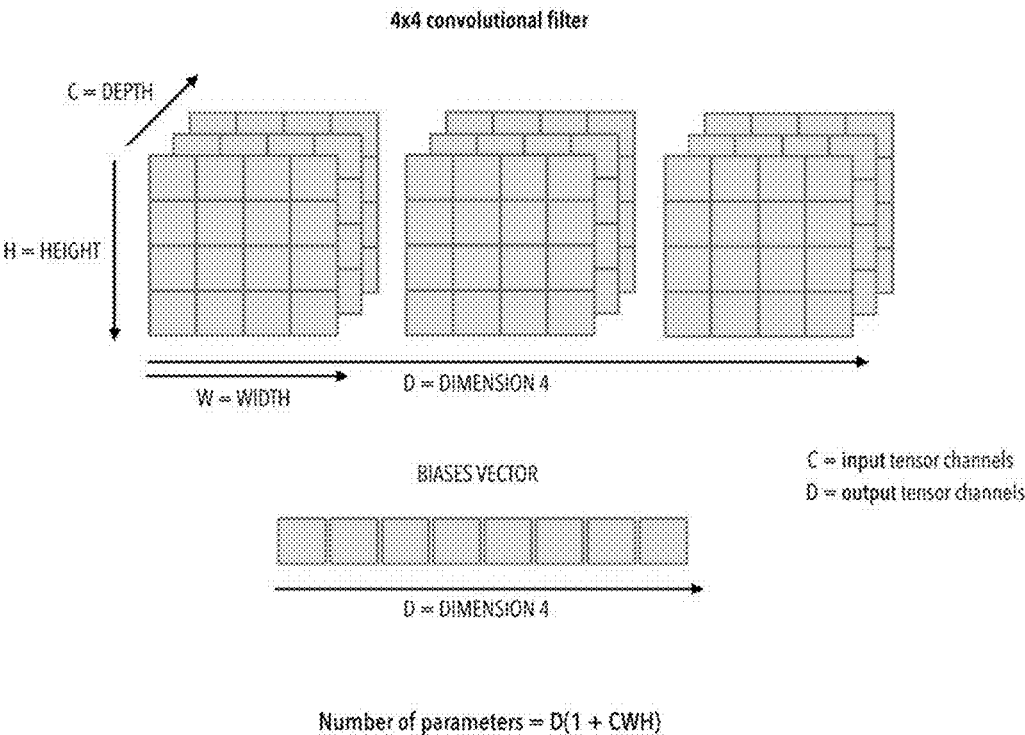 4x4 convolutional filter
C = DEPTH
H = HEIGHT
D = DIMENSION 4
W = WIDTH
BIASES VECTOR
C = input tensor channels
D = output tensor channels
D = DIMENSION 4
Number of parameters = D(1 + CWH)